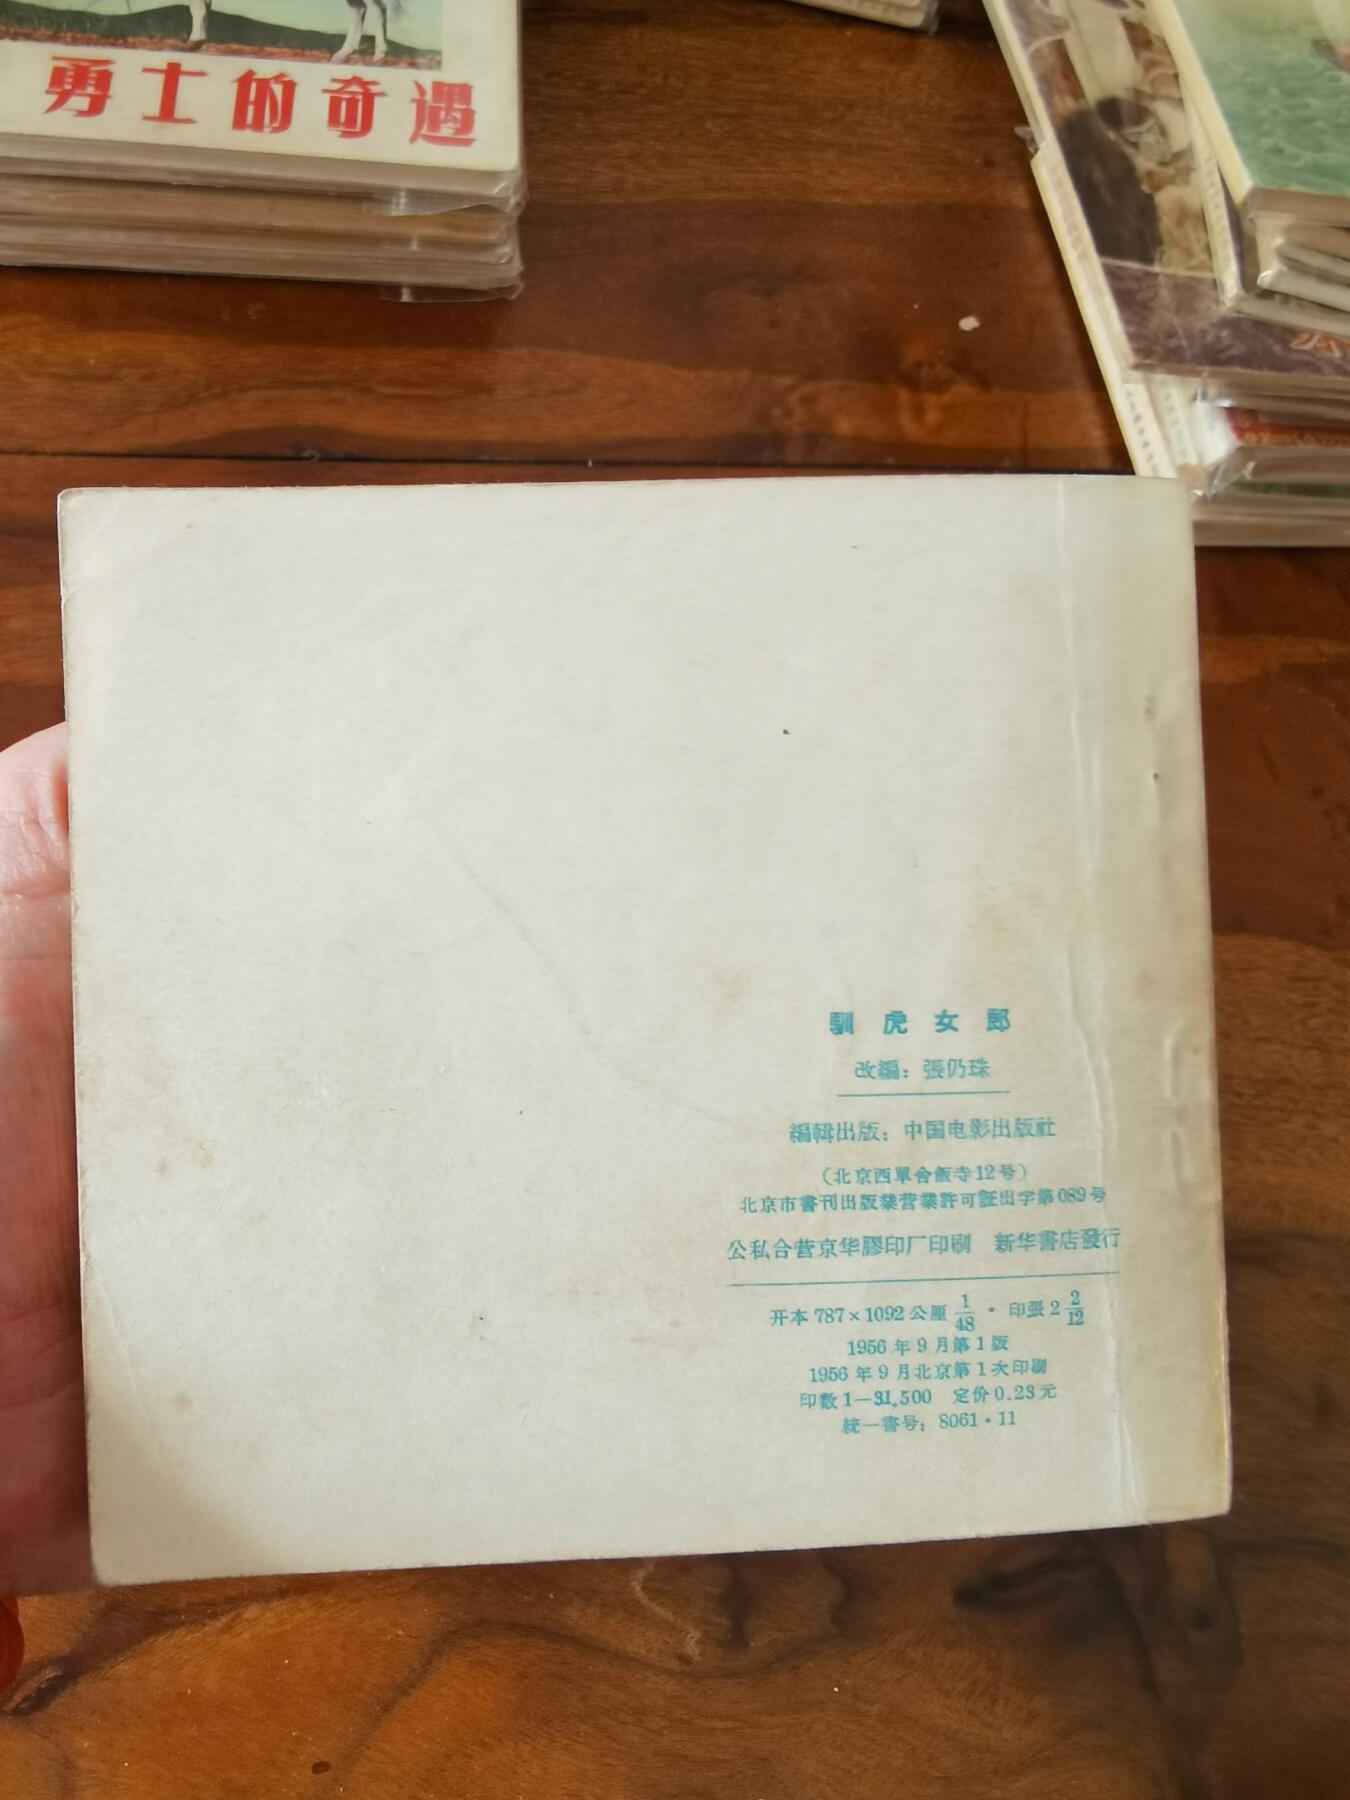 勇士的奇遇
馴虎女郎
改編：張仍珠
編輯出版：中国电影出版社
（北京西單舍飯寺12号）
北京市書刊出版業营業許可証出字第089号
公私合营京华膠印厂印刷 新华書店發行
开本 787×1092 公厘 1/48 · 印張 2 2/12
1956 年 9 月第 1 版
1956 年 9 月北京第 1 次印刷
印数 1—31,500 定价 0.23 元
統一書号：8061·11